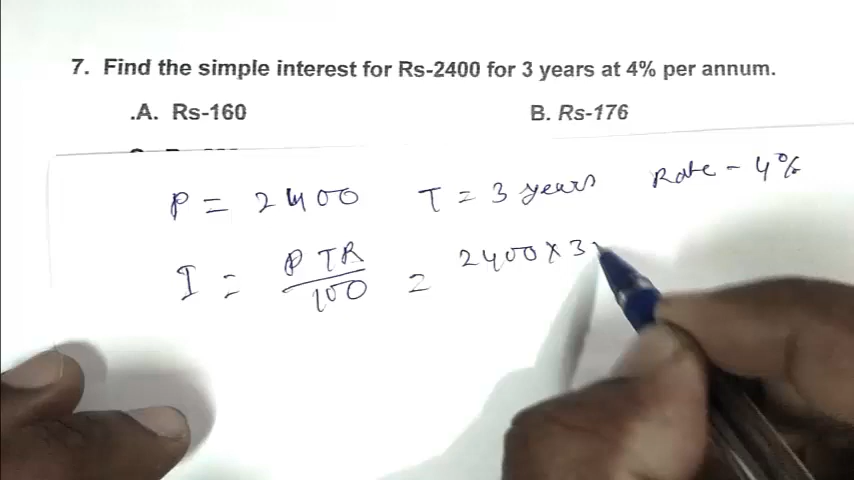 7. Find the simple interest for Rs-2400 for 3 years at 4% per annum.
.A. Rs-160 B. Rs-176
P = 2400 T = 3 years Rate - 4%
I = PTR/100 = 2400×3